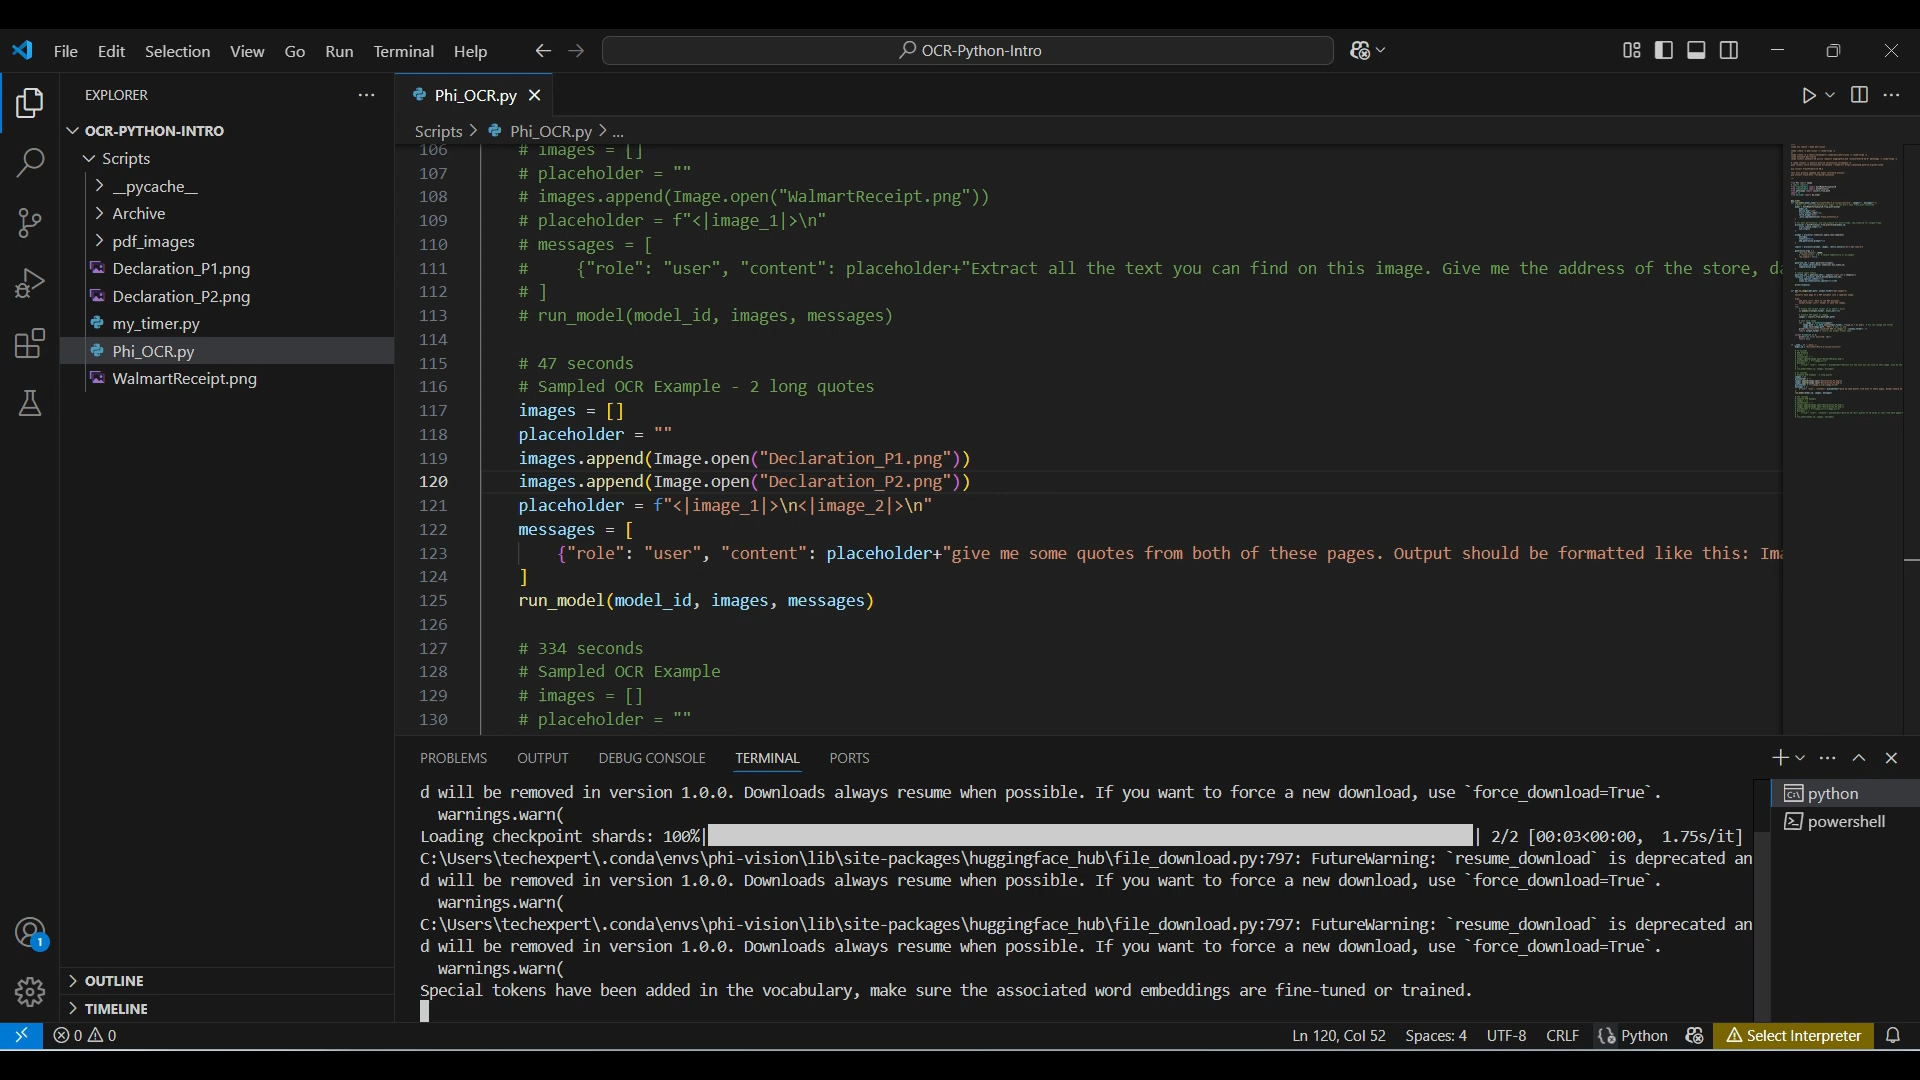 File Edit Selection View Go Run Terminal Help
OCR-Python-Intro
EXPLORER
OCR-PYTHON-INTRO
Scripts
__pycache__
Archive
pdf_images
Declaration_P1.png
Declaration_P2.png
my_timer.py
Phi_OCR.py
WalmartReceipt.png
OUTLINE
TIMELINE
Phi_OCR.py
Scripts > Phi_OCR.py > ...
106 # images = []
107 # placeholder = ""
108 # images.append(Image.open("WalmartReceipt.png"))
109 # placeholder = f"<|image_1|>\n"
110 # messages = [
111 #     {"role": "user", "content": placeholder+"Extract all the text you can find on this image. Give me the address of the store, da
112 # ]
113 # run_model(model_id, images, messages)
114
115 # 47 seconds
116 # Sampled OCR Example - 2 long quotes
117 images = []
118 placeholder = ""
119 images.append(Image.open("Declaration_P1.png"))
120 images.append(Image.open("Declaration_P2.png"))
121 placeholder = f"<|image_1|>\n<|image_2|>\n"
122 messages = [
123     {"role": "user", "content": placeholder+"give me some quotes from both of these pages. Output should be formatted like this: Ima
124 ]
125 run_model(model_id, images, messages)
126
127 # 334 seconds
128 # Sampled OCR Example
129 # images = []
130 # placeholder = ""
PROBLEMS OUTPUT DEBUG CONSOLE TERMINAL PORTS
d will be removed in version 1.0.0. Downloads always resume when possible. If you want to force a new download, use `force_download=True`.
warnings.warn(
Loading checkpoint shards: 100%| | 2/2 [00:03<00:00, 1.75s/it]
C:\Users\techexpert\.conda\envs\phi-vision\lib\site-packages\huggingface_hub\file_download.py:797: FutureWarning: `resume_download` is deprecated an
d will be removed in version 1.0.0. Downloads always resume when possible. If you want to force a new download, use `force_download=True`.
warnings.warn(
C:\Users\techexpert\.conda\envs\phi-vision\lib\site-packages\huggingface_hub\file_download.py:797: FutureWarning: `resume_download` is deprecated an
d will be removed in version 1.0.0. Downloads always resume when possible. If you want to force a new download, use `force_download=True`.
warnings.warn(
Special tokens have been added in the vocabulary, make sure the associated word embeddings are fine-tuned or trained.
python
powershell
1
0 0
Ln 120, Col 52 Spaces: 4 UTF-8 CRLF Python Select Interpreter